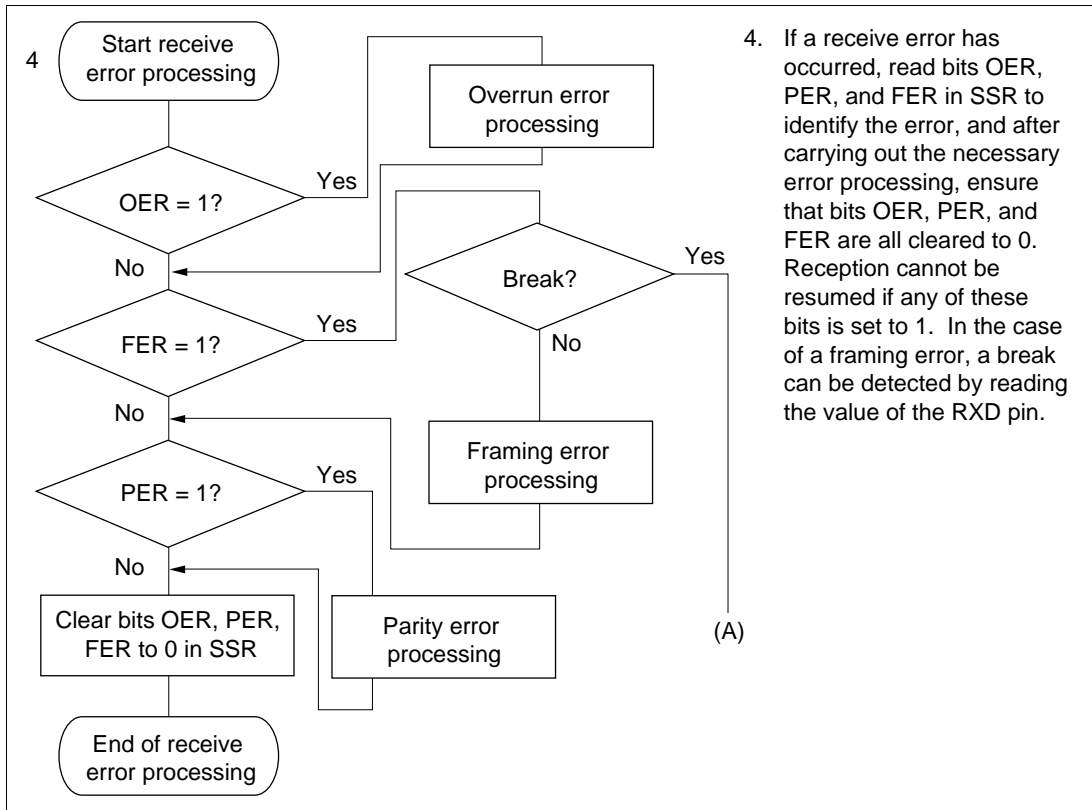 4
Start receive
error processing
OER = 1?
Yes
Overrun error
processing
No
FER = 1?
Yes
Break?
Yes
No
Framing error
processing
No
PER = 1?
Yes
Parity error
processing
No
Clear bits OER, PER,
FER to 0 in SSR
End of receive
error processing
(A)
4. If a receive error has
occurred, read bits OER,
PER, and FER in SSR to
identify the error, and after
carrying out the necessary
error processing, ensure
that bits OER, PER, and
FER are all cleared to 0.
Reception cannot be
resumed if any of these
bits is set to 1. In the case
of a framing error, a break
can be detected by reading
the value of the RXD pin.